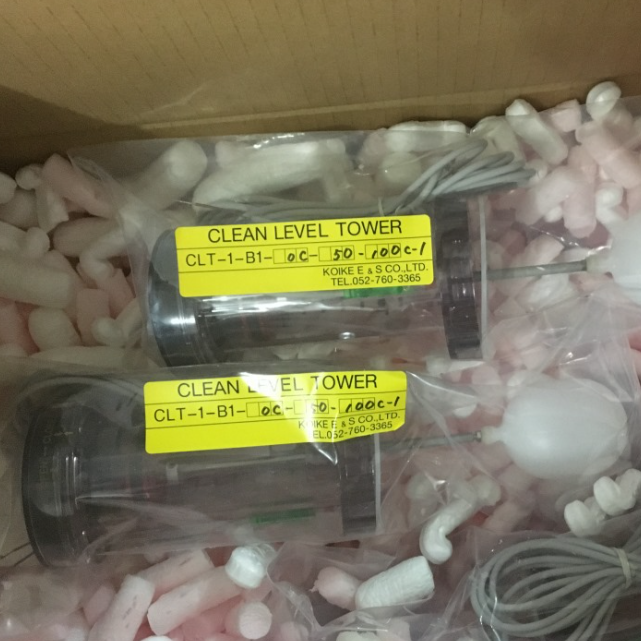 CLEAN LEVEL TOWER
CLT-1-B1-0C-50-100C-1
KOIKE E & S CO.,LTD.
TEL.052-760-3365
CLEAN LEVEL TOWER
CLT-1-B1-0C-50-100C-1
KOIKE E & S CO.,LTD.
TEL.052-760-3365